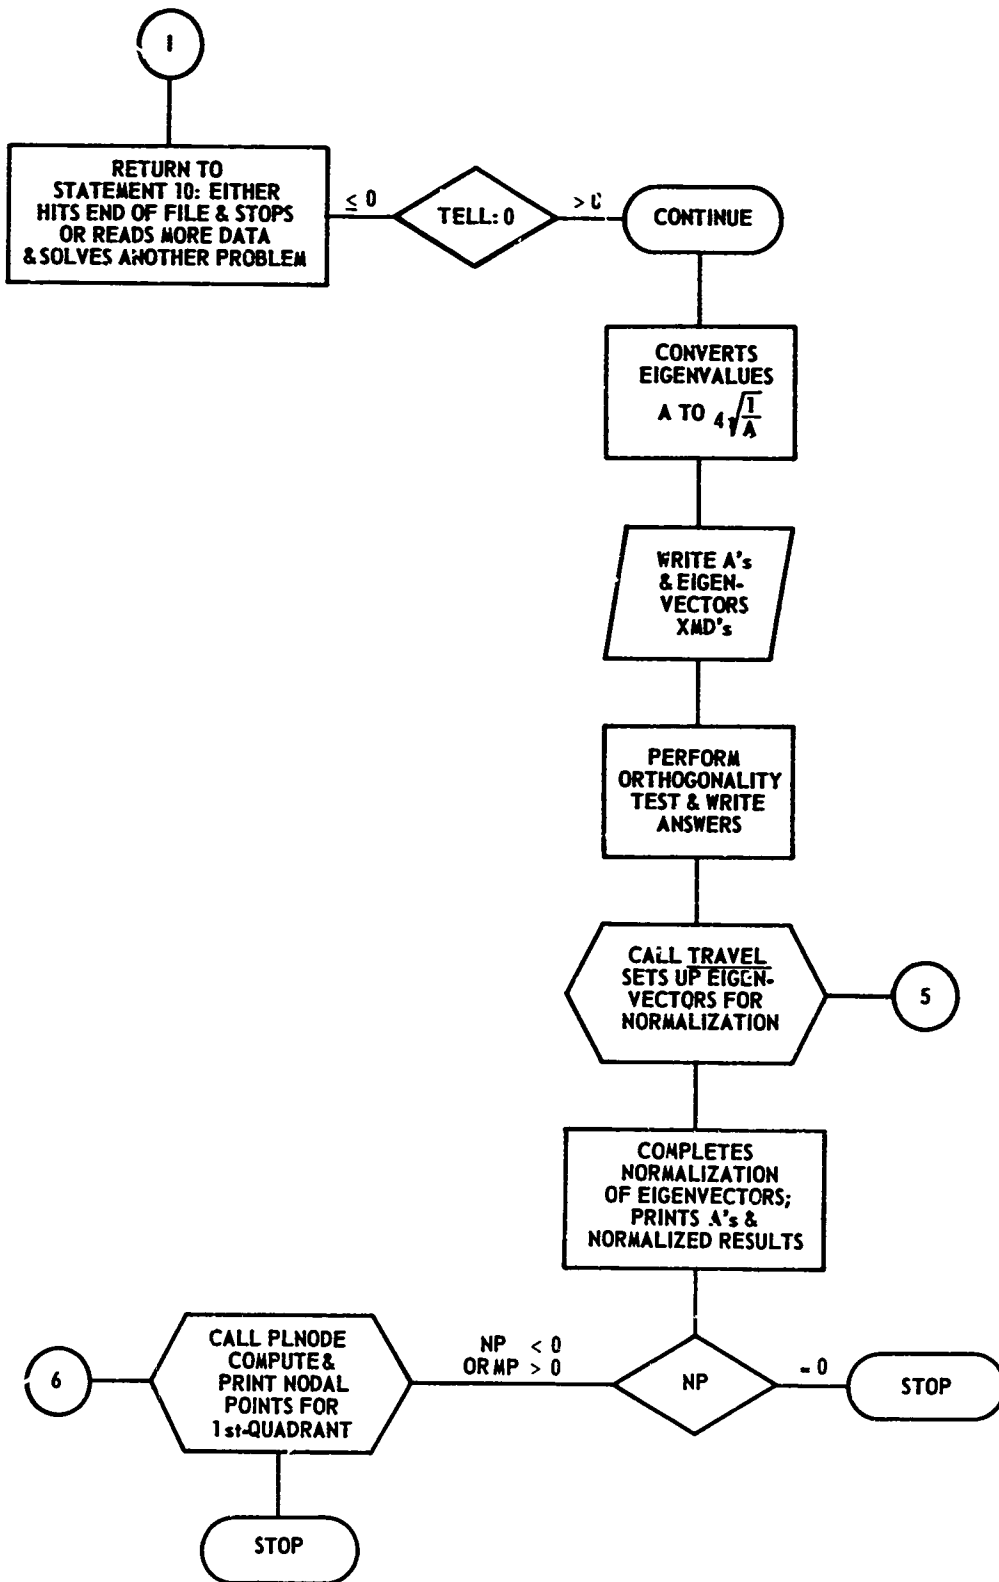 1
RETURN TO
STATEMENT 10: EITHER
HITS END OF FILE & STOPS
OR READS MORE DATA
& SOLVES ANOTHER PROBLEM
≤ 0
TELL: 0
> 0
CONTINUE
CONVERTS
EIGENVALUES
A TO 4√1/A
WRITE A's
& EIGEN-
VECTORS
XMD's
PERFORM
ORTHOGONALITY
TEST & WRITE
ANSWERS
CALL TRAVEL
SETS UP EIGEN-
VECTORS FOR
NORMALIZATION
5
COMPLETES
NORMALIZATION
OF EIGENVECTORS;
PRINTS A's &
NORMALIZED RESULTS
6
CALL PLNODE
COMPUTE &
PRINT NODAL
POINTS FOR
1st-QUADRANT
NP < 0
OR MP > 0
NP
= 0
STOP
STOP